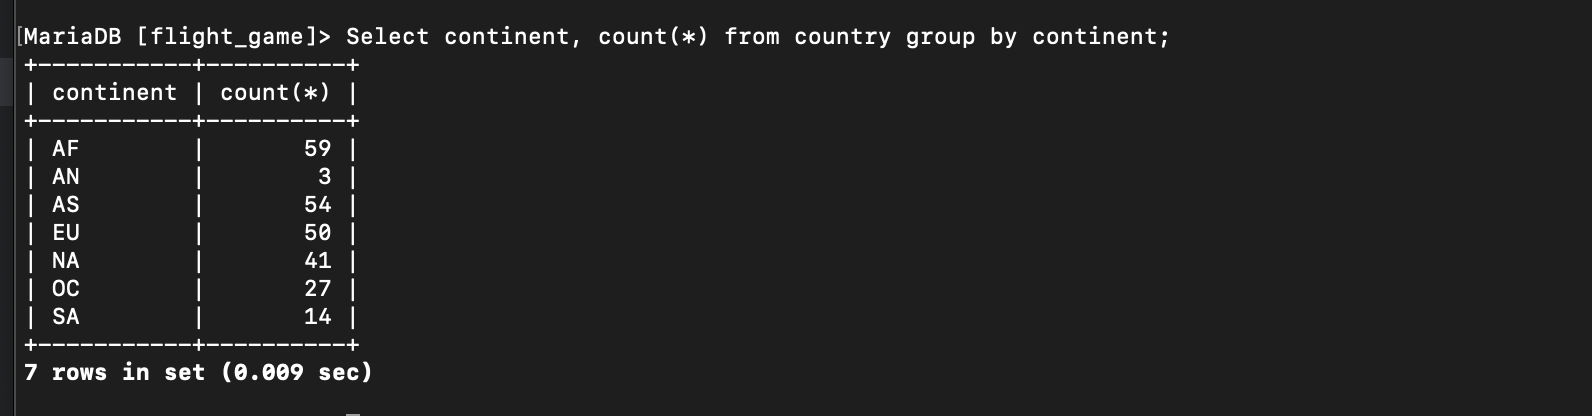 [MariaDB [flight_game]> Select continent, count(*) from country group by continent;
+-----------+----------+
| continent | count(*) |
+-----------+----------+
| AF        |       59 |
| AN        |        3 |
| AS        |       54 |
| EU        |       50 |
| NA        |       41 |
| OC        |       27 |
| SA        |       14 |
+-----------+----------+
7 rows in set (0.009 sec)